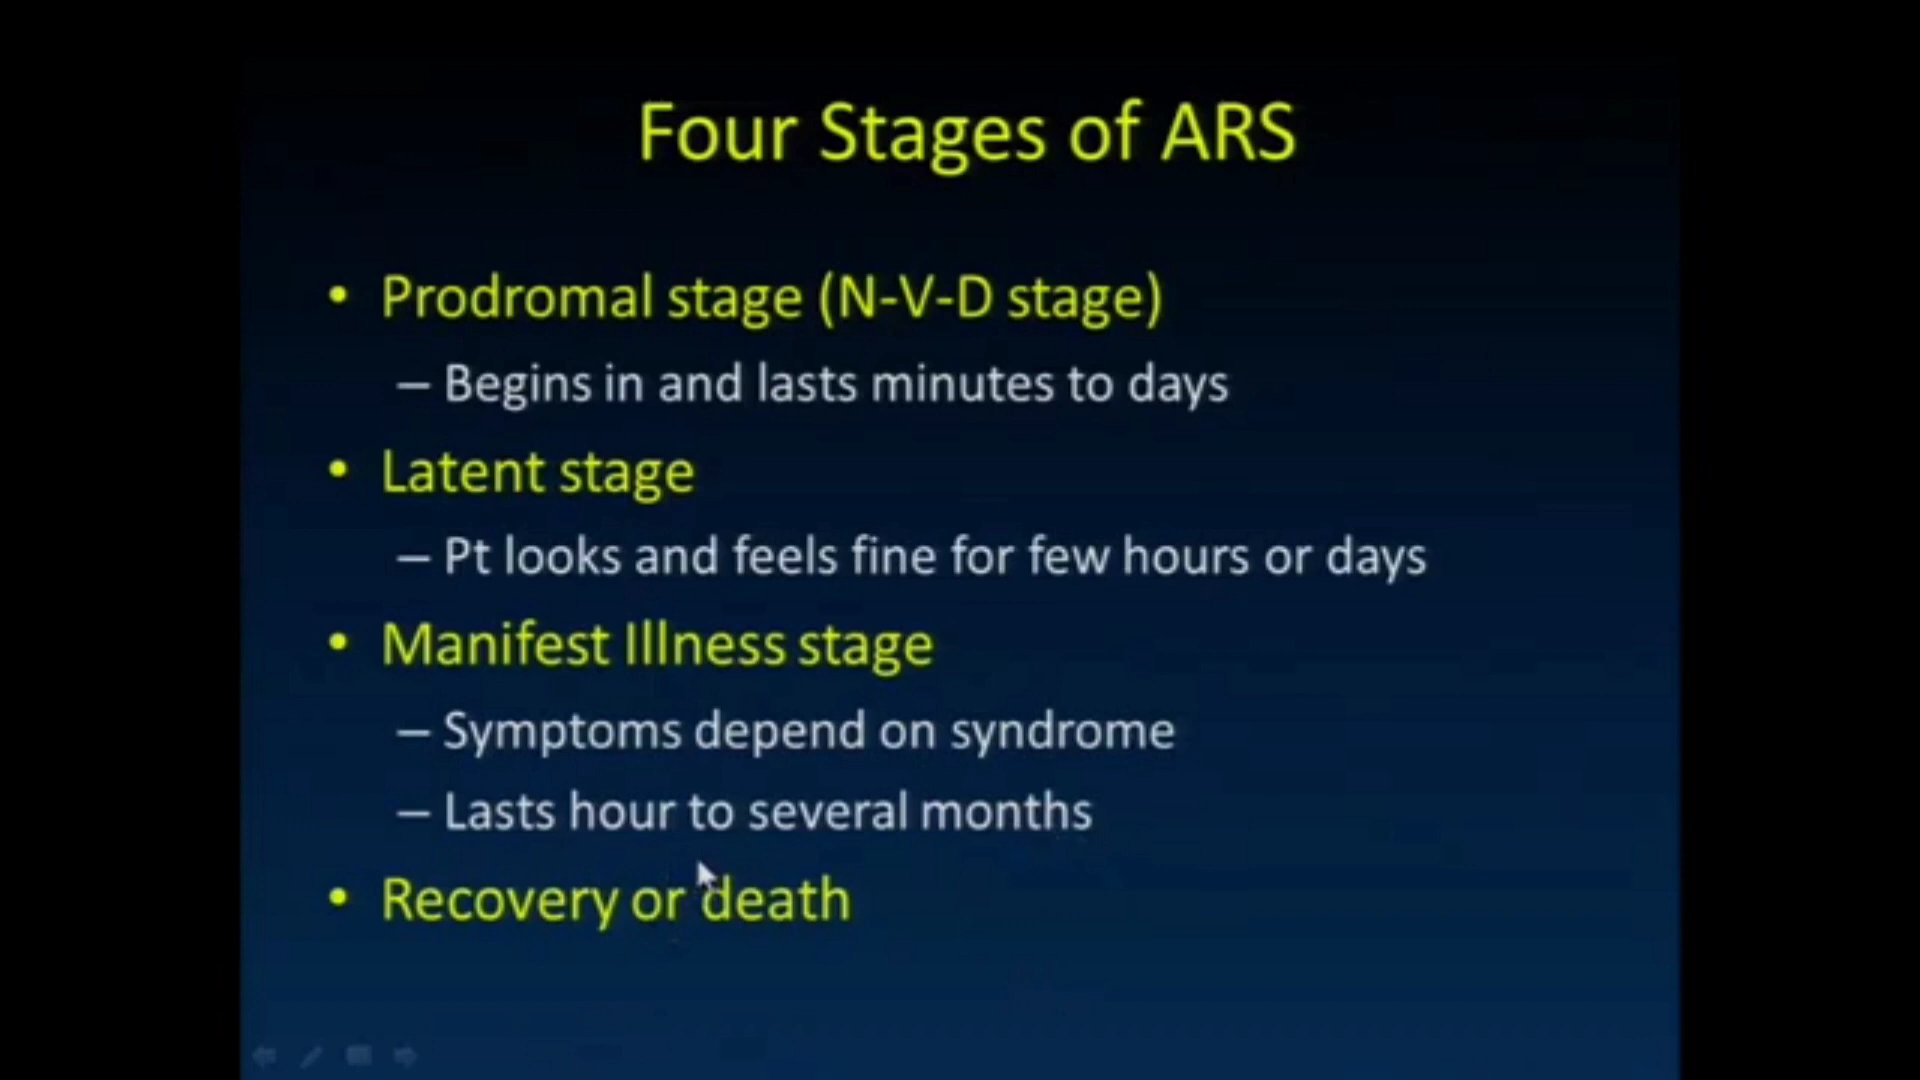 Four Stages of ARS
• Prodromal stage (N-V-D stage)
– Begins in and lasts minutes to days
• Latent stage
– Pt looks and feels fine for few hours or days
• Manifest Illness stage
– Symptoms depend on syndrome
– Lasts hour to several months
• Recovery or death